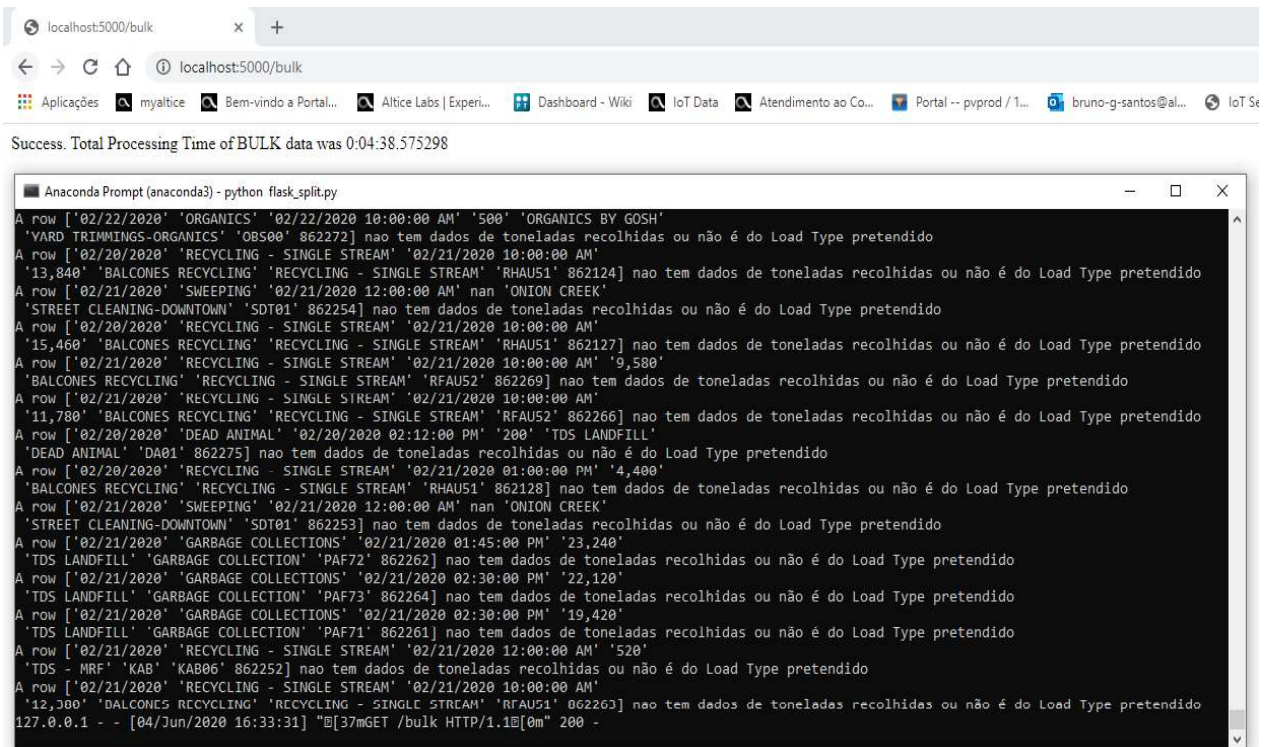 localhost:5000/bulk
localhost:5000/bulk
Aplicações myaltice Bem-vindo a Portal... Altice Labs | Experi... Dashboard - Wiki IoT Data Atendimento ao Co... Portal -- pvprod / 1... bruno-g-santos@al... IoT Se
Success. Total Processing Time of BULK data was 0:04:38.575298
Anaconda Prompt (anaconda3) - python flask_split.py
A row ['02/22/2020' 'ORGANICS' '02/22/2020 10:00:00 AM' '500' 'ORGANICS BY GOSH'
'YARD TRIMMINGS-ORGANICS' 'OBS00' 862272] nao tem dados de toneladas recolhidas ou não é do Load Type pretendido
A row ['02/20/2020' 'RECYCLING - SINGLE STREAM' '02/21/2020 10:00:00 AM'
'13,840' 'BALCONES RECYCLING' 'RECYCLING - SINGLE STREAM' 'RHAU51' 862124] nao tem dados de toneladas recolhidas ou não é do Load Type pretendido
A row ['02/21/2020' 'SWEEPING' '02/21/2020 12:00:00 AM' nan 'ONION CREEK'
'STREET CLEANING-DOWNTOWN' 'SDT01' 862254] nao tem dados de toneladas recolhidas ou não é do Load Type pretendido
A row ['02/20/2020' 'RECYCLING - SINGLE STREAM' '02/21/2020 10:00:00 AM'
'15,460' 'BALCONES RECYCLING' 'RECYCLING - SINGLE STREAM' 'RHAU51' 862127] nao tem dados de toneladas recolhidas ou não é do Load Type pretendido
A row ['02/21/2020' 'RECYCLING - SINGLE STREAM' '02/21/2020 10:00:00 AM' '9,580'
'BALCONES RECYCLING' 'RECYCLING - SINGLE STREAM' 'RFAU52' 862269] nao tem dados de toneladas recolhidas ou não é do Load Type pretendido
A row ['02/21/2020' 'RECYCLING - SINGLE STREAM' '02/21/2020 10:00:00 AM'
'11,780' 'BALCONES RECYCLING' 'RECYCLING - SINGLE STREAM' 'RFAU52' 862266] nao tem dados de toneladas recolhidas ou não é do Load Type pretendido
A row ['02/20/2020' 'DEAD ANIMAL' '02/20/2020 02:12:00 PM' '200' 'TDS LANDFILL'
'DEAD ANIMAL' 'DA01' 862275] nao tem dados de toneladas recolhidas ou não é do Load Type pretendido
A row ['02/20/2020' 'RECYCLING - SINGLE STREAM' '02/21/2020 01:00:00 PM' '4,400'
'BALCONES RECYCLING' 'RECYCLING - SINGLE STREAM' 'RHAU51' 862128] nao tem dados de toneladas recolhidas ou não é do Load Type pretendido
A row ['02/21/2020' 'SWEEPING' '02/21/2020 12:00:00 AM' nan 'ONION CREEK'
'STREET CLEANING-DOWNTOWN' 'SDT01' 862253] nao tem dados de toneladas recolhidas ou não é do Load Type pretendido
A row ['02/21/2020' 'GARBAGE COLLECTIONS' '02/21/2020 01:45:00 PM' '23,240'
'TDS LANDFILL' 'GARBAGE COLLECTION' 'PAF72' 862262] nao tem dados de toneladas recolhidas ou não é do Load Type pretendido
A row ['02/21/2020' 'GARBAGE COLLECTIONS' '02/21/2020 02:30:00 PM' '22,120'
'TDS LANDFILL' 'GARBAGE COLLECTION' 'PAF73' 862264] nao tem dados de toneladas recolhidas ou não é do Load Type pretendido
A row ['02/21/2020' 'GARBAGE COLLECTIONS' '02/21/2020 02:30:00 PM' '19,420'
'TDS LANDFILL' 'GARBAGE COLLECTION' 'PAF71' 862261] nao tem dados de toneladas recolhidas ou não é do Load Type pretendido
A row ['02/21/2020' 'RECYCLING - SINGLE STREAM' '02/21/2020 12:00:00 AM' '520'
'TDS - MRF' 'KAB' 'KAB06' 862252] nao tem dados de toneladas recolhidas ou não é do Load Type pretendido
A row ['02/21/2020' 'RECYCLING - SINGLE STREAM' '02/21/2020 10:00:00 AM'
'12,380' 'BALCONES RECYCLING' 'RECYCLING - SINGLE STREAM' 'RFAU51' 862263] nao tem dados de toneladas recolhidas ou não é do Load Type pretendido
127.0.0.1 - - [04/Jun/2020 16:33:31] "[37mGET /bulk HTTP/1.1[0m" 200 -